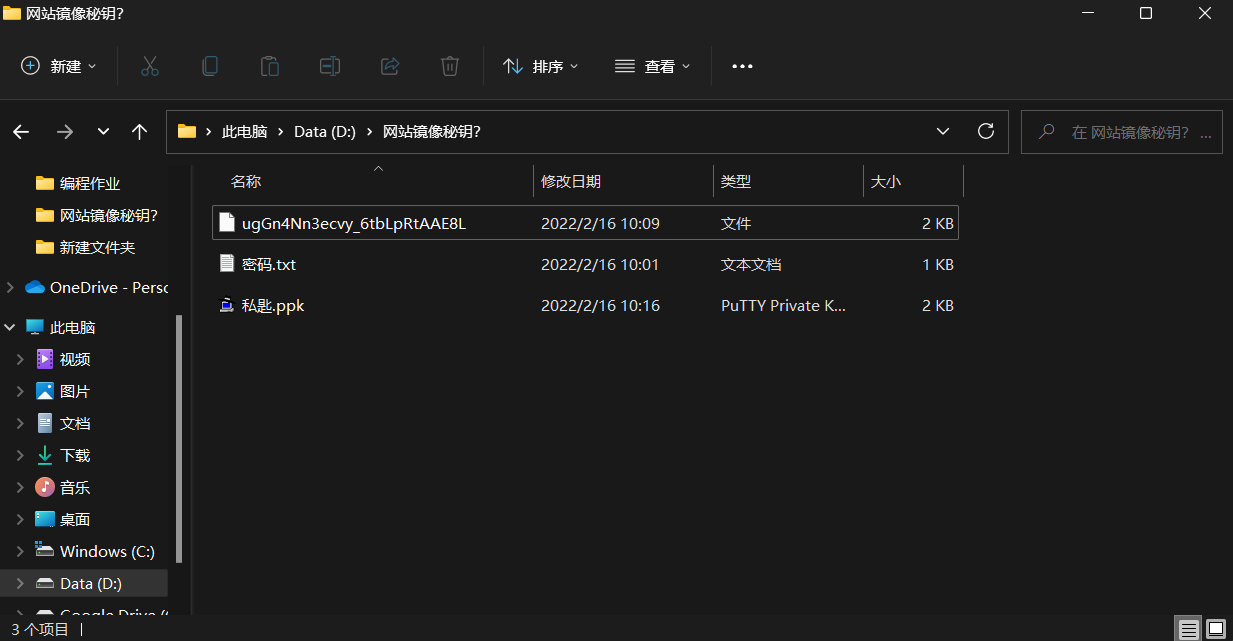 网站镜像秘钥?
新建 排序 查看
此电脑 › Data (D:) › 网站镜像秘钥? 在 网站镜像秘钥? ...
名称 修改日期 类型 大小
ugGn4Nn3ecvy_6tbLpRtAAE8L 2022/2/16 10:09 文件 2 KB
密码.txt 2022/2/16 10:01 文本文档 1 KB
私匙.ppk 2022/2/16 10:16 PuTTY Private K... 2 KB
编程作业
网站镜像秘钥?
新建文件夹
OneDrive - Persc
此电脑
视频
图片
文档
下载
音乐
桌面
Windows (C:)
Data (D:)
Google Drive (
3 个项目